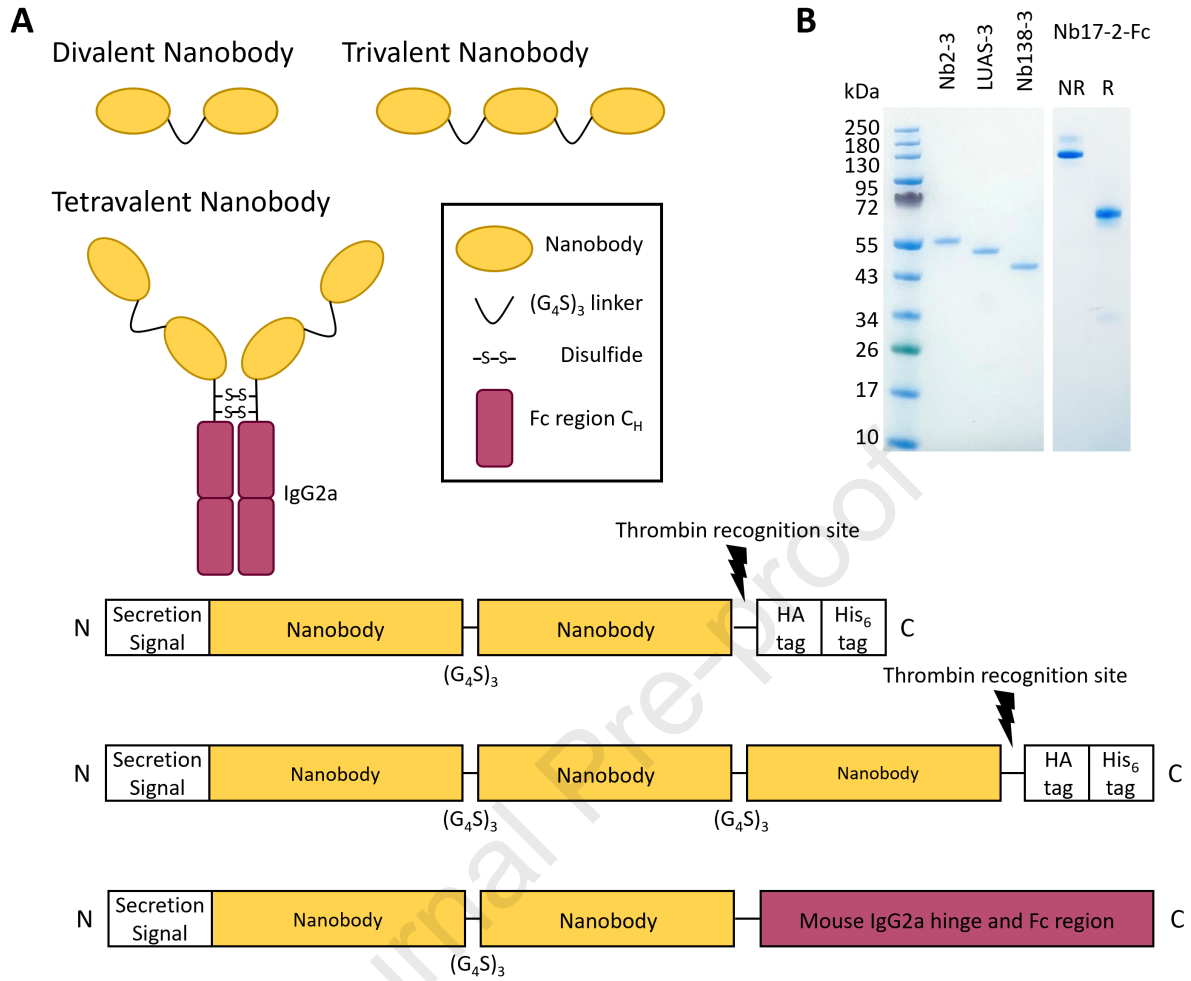 A
Divalent Nanobody
Trivalent Nanobody
Tetravalent Nanobody
S-S
S-S
IgG2a
Nanobody
(G4S)3 linker
–S–S– Disulfide
Fc region CH
B
Nb2-3
LUAS-3
Nb138-3
Nb17-2-Fc
kDa
NR R
250
180
130
95
72
55
43
34
26
17
10
Thrombin recognition site
N
Secretion
Signal
Nanobody
Nanobody
HA
tag
His6
tag
C
(G4S)3
Thrombin recognition site
N
Secretion
Signal
Nanobody
Nanobody
Nanobody
HA
tag
His6
tag
C
(G4S)3
(G4S)3
N
Secretion
Signal
Nanobody
Nanobody
Mouse IgG2a hinge and Fc region
C
(G4S)3
urnal Pre-proof